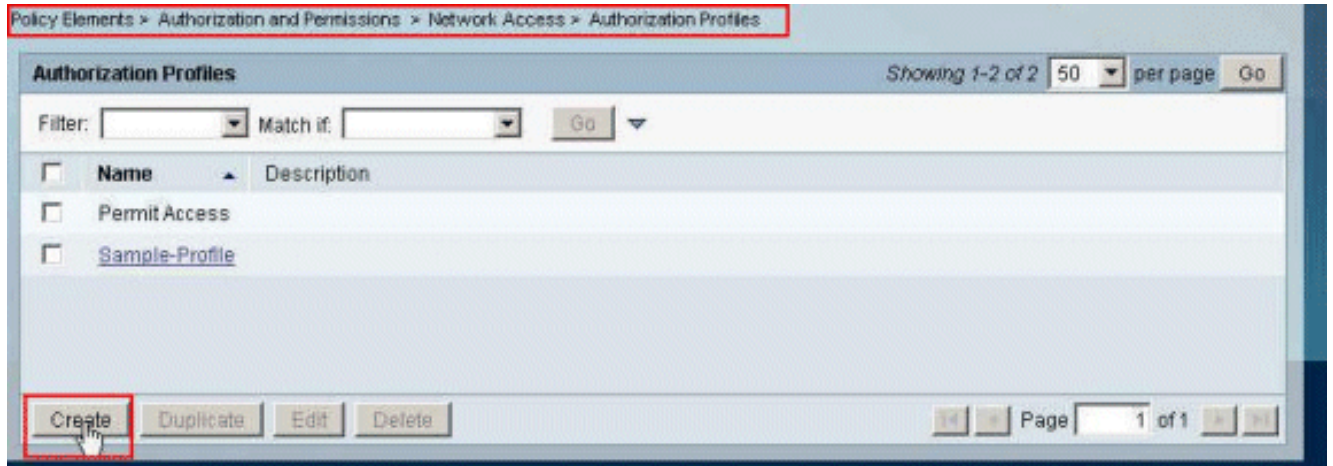 Policy Elements > Authorization and Permissions > Network Access > Authorization Profiles
Authorization Profiles Showing 1-2 of 2 50 per page Go
Filter: Match if: Go
Name Description
Permit Access
Sample-Profile
Create Duplicate Edit Delete Page 1 of 1